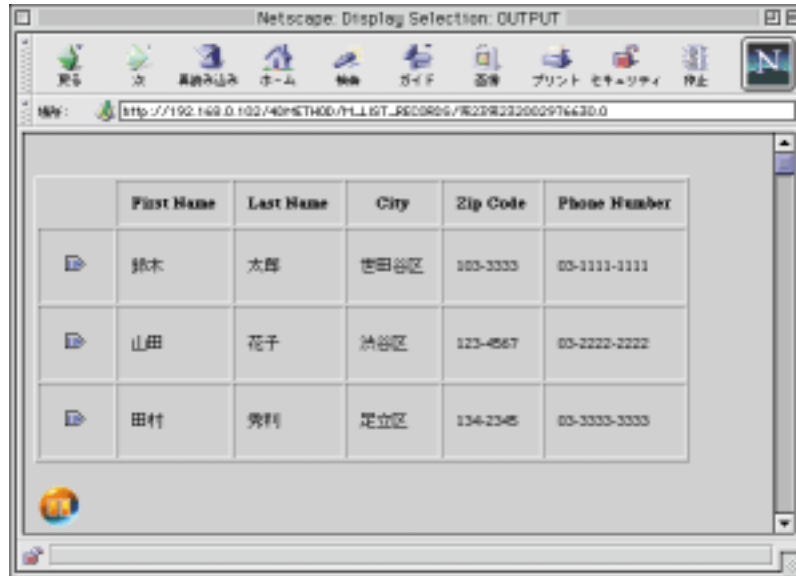 Netscape: Display Selection: OUTPUT
戻る 次 再読み込み ホーム 検索 ガイド 画像 プリント セキュリティ 停止
N
場所:
First Name Last Name City Zip Code Phone Number
鈴木 太郎 世田谷区 103-3333 03-1111-1111
山田 花子 渋谷区 123-4567 03-2222-2222
田村 秀利 足立区 134-2345 03-3333-3333